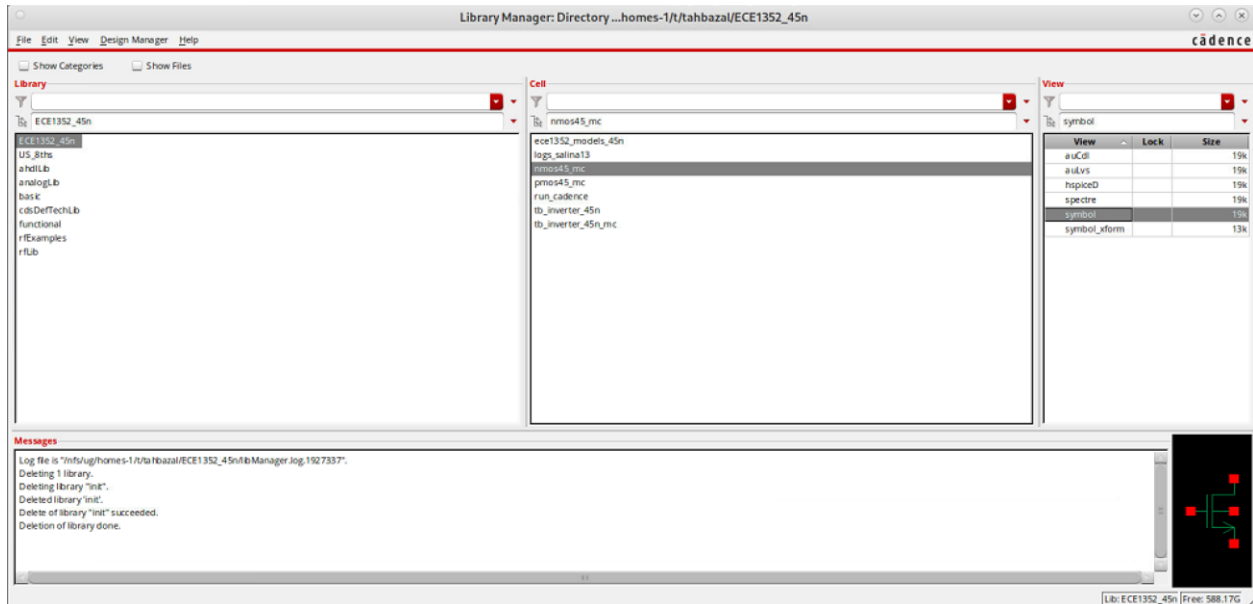 Library Manager: Directory ...homes-1/t/tahbazal/ECE1352_45n
File Edit View Design Manager Help
cādence
Show Categories Show Files
Library
ECE1352_45n
ECE1352_45n
US_8ths
ahdlLib
analogLib
basic
cdsDefTechLib
functional
rfExamples
rfLib
Cell
nmos45_mc
ece1352_models_45n
logs_salina13
nmos45_mc
pmos45_mc
run_cadence
tb_inverter_45n
tb_inverter_45n_mc
View
symbol
View Lock Size
auCdl 19k
auLvs 19k
hspiceD 19k
spectre 19k
symbol 19k
symbol_xform 13k
Messages
Log file is "/nfs/ug/homes-1/t/tahbazal/ECE1352_45n/libManager.log.1927337".
Deleting 1 library.
Deleting library "init".
Deleted library 'init'.
Delete of library "init" succeeded.
Deletion of library done.
Lib: ECE1352_45n Free: 588.17G